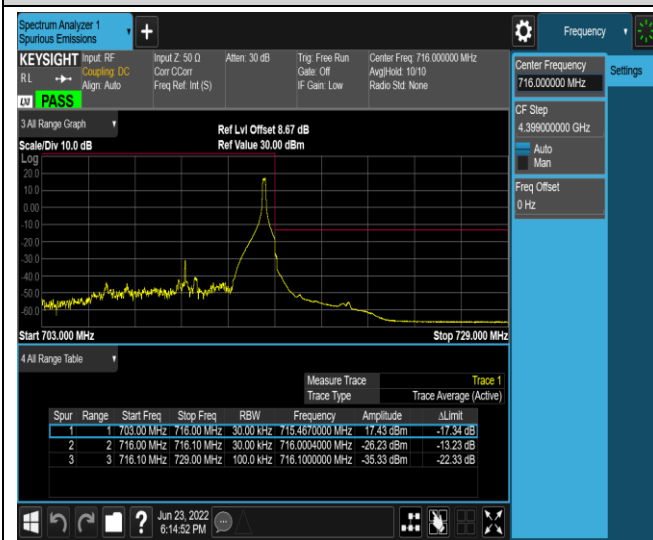 Spectrum Analyzer 1
Spurious Emissions
+
Frequency
KEYSIGHT
RL
LXI PASS
Input: RF
Coupling: DC
Align: Auto
Input Z: 50 Ω
Corr CCorr
Freq Ref: Int (S)
Atten: 30 dB
Trig: Free Run
Gate: Off
IF Gain: Low
Center Freq: 716.000000 MHz
Avg|Hold: 10/10
Radio Std: None
Center Frequency
716.000000 MHz
Settings
CF Step
4.399000000 GHz
Auto
Man
Freq Offset
0 Hz
3 All Range Graph
Scale/Div 10.0 dB
Ref Lvl Offset 8.67 dB
Ref Value 30.00 dBm
Log
20.0
10.0
0.00
-10.0
-20.0
-30.0
-40.0
-50.0
-60.0
Start 703.000 MHz Stop 729.000 MHz
4 All Range Table
Measure Trace Trace 1
Trace Type Trace Average (Active)
Spur Range Start Freq Stop Freq RBW Frequency Amplitude ΔLimit
1 1 703.00 MHz 716.00 MHz 30.00 kHz 715.4670000 MHz 17.43 dBm -17.34 dB
2 2 716.00 MHz 716.10 MHz 30.00 kHz 716.0004000 MHz -26.23 dBm -13.23 dB
3 3 716.10 MHz 729.00 MHz 100.0 kHz 716.1000000 MHz -35.33 dBm -22.33 dB
?
Jun 23, 2022
6:14:52 PM